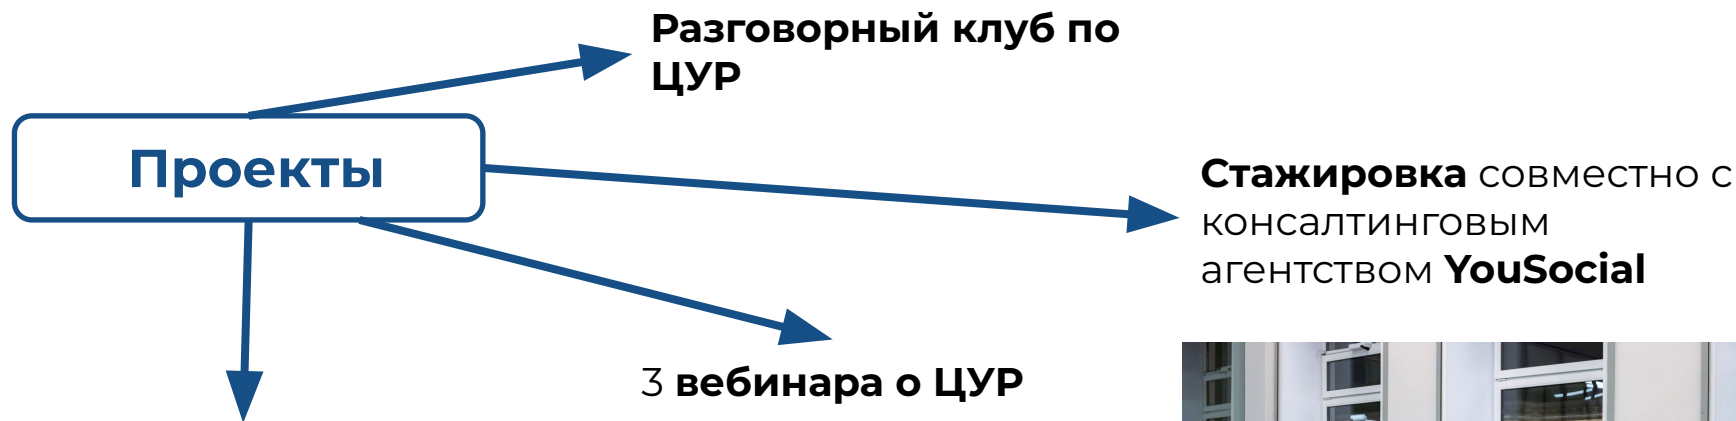 Разговорный клуб по
ЦУР
Проекты
Стажировка совместно с
консалтинговым
агентством YouSocial
3 вебинара о ЦУР